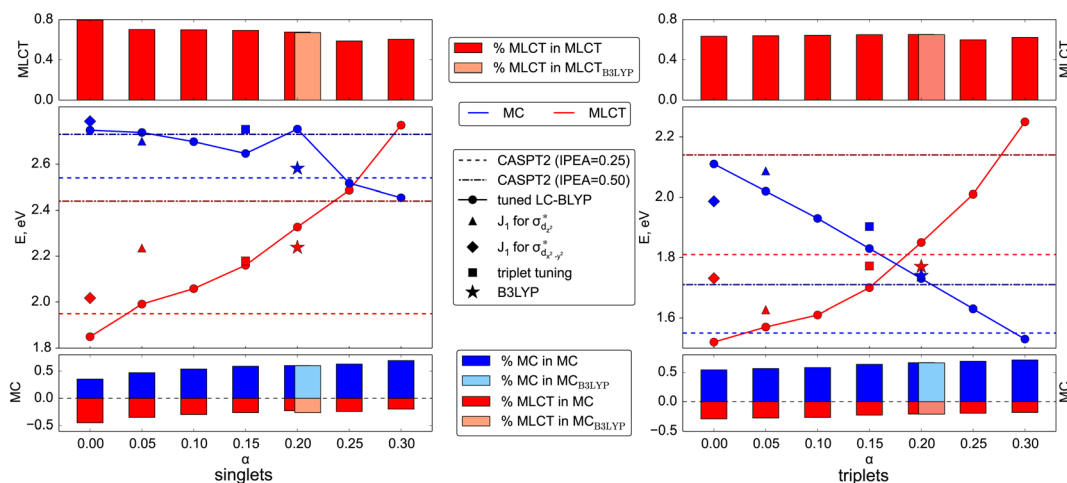 0.8
0.4
0.0
MLCT
% MLCT in MLCT
% MLCT in MLCT_B3LYP
0.8
0.4
0.0
MLCT
2.6
2.4
2.2
2.0
1.8
E, eV
MC
MLCT
CASPT2 (IPEA=0.25)
CASPT2 (IPEA=0.50)
tuned LC-BLYP
J₁ for σ*_{d_{z²}}
J₁ for σ*_{d_{x²-y²}}
triplet tuning
B3LYP
2.2
2.0
1.8
1.6
E, eV
0.5
0.0
−0.5
MC
% MC in MC
% MC in MC_B3LYP
% MLCT in MC
% MLCT in MC_B3LYP
0.5
0.0
−0.5
MC
0.00 0.05 0.10 0.15 0.20 0.25 0.30
α
singlets
0.00 0.05 0.10 0.15 0.20 0.25 0.30
α
triplets